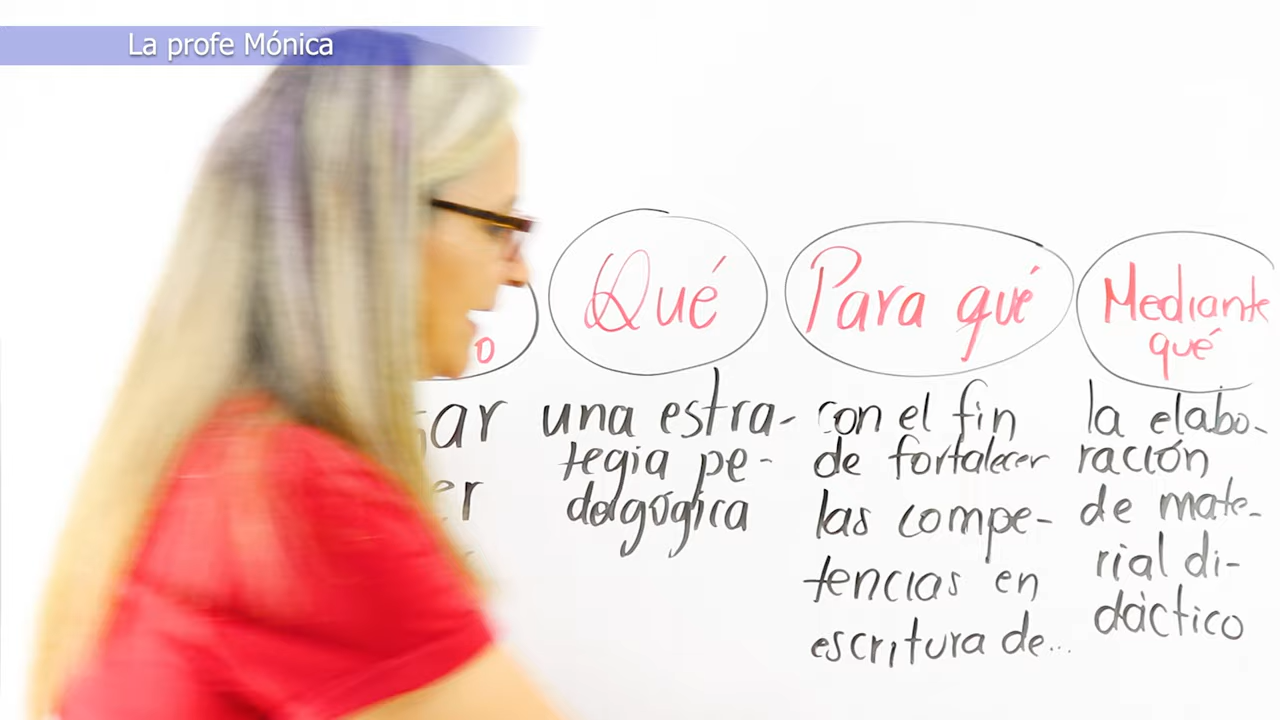 La profe Mónica
Qué
una estra-
tegia pe-
dagógica
Para qué
con el fin
de fortalecer
las compe-
tencias en
escritura de...
Mediante
qué
la elabo-
ración
de mate-
rial di-
dáctico